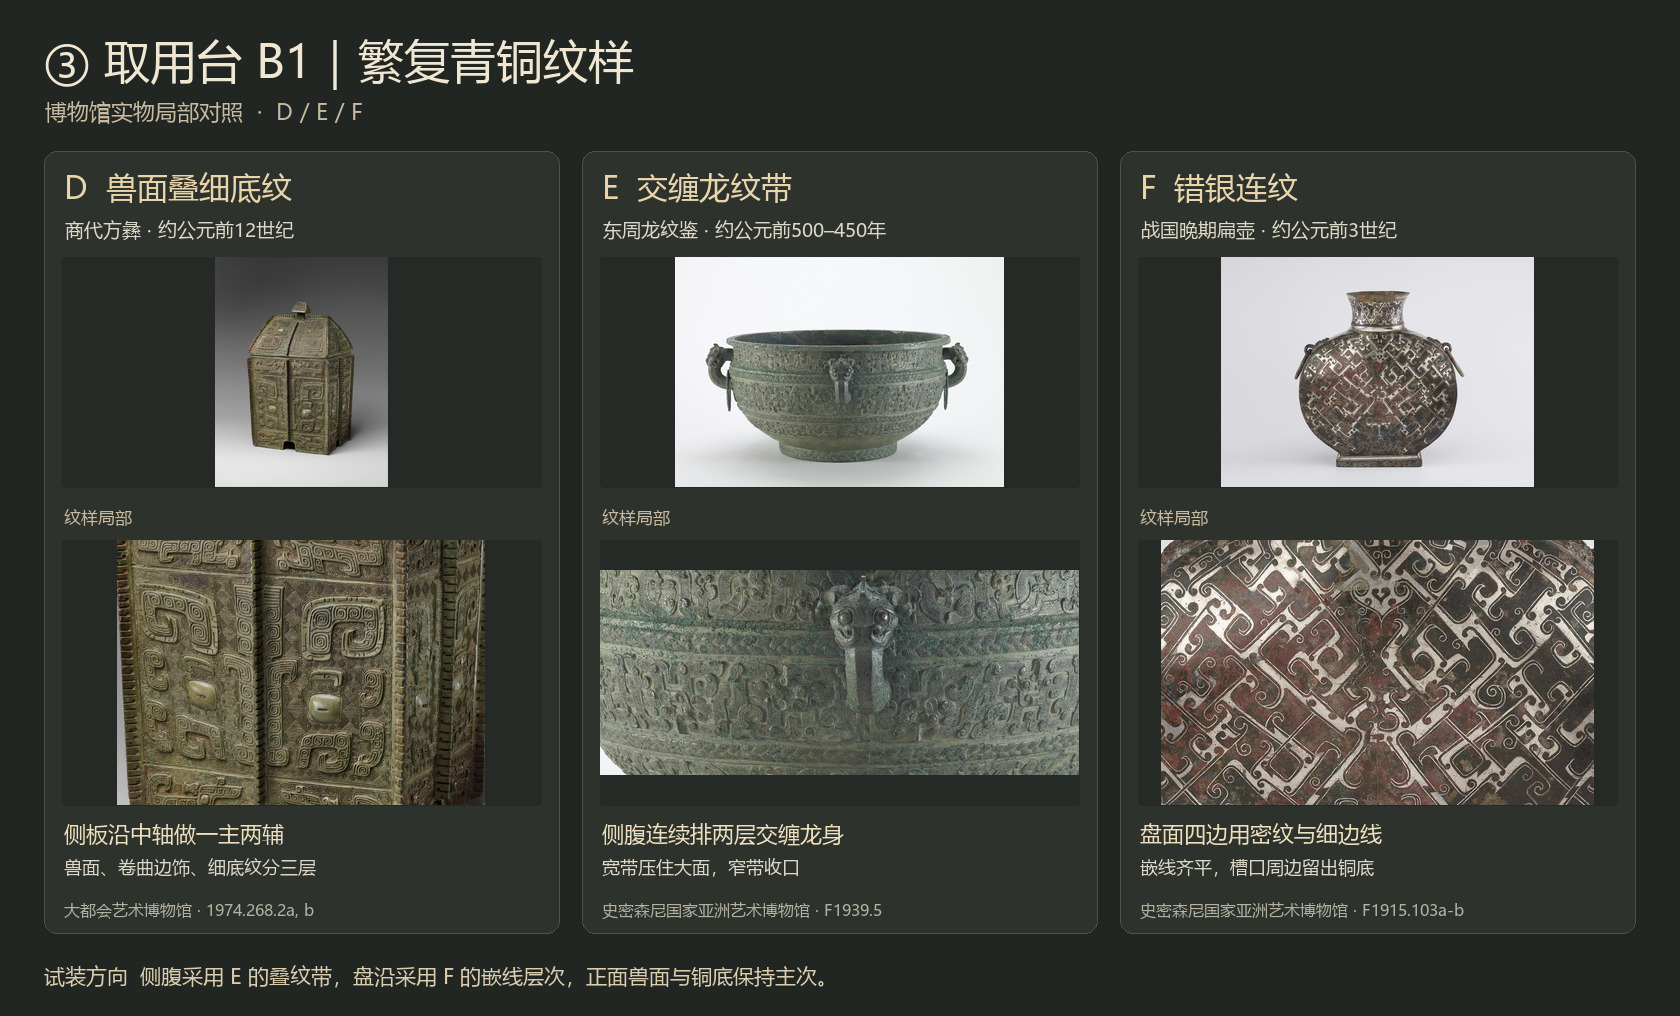 ③ 取用台 B1｜繁复青铜纹样
博物馆实物局部对照 · D / E / F
D 兽面叠细底纹
商代方彝 · 约公元前12世纪
纹样局部
侧板沿中轴做一主两辅
兽面、卷曲边饰、细底纹分三层
大都会艺术博物馆 · 1974.268.2a, b
E 交缠龙纹带
东周龙纹鉴 · 约公元前500–450年
纹样局部
侧腹连续排两层交缠龙身
宽带压住大面，窄带收口
史密森尼国家亚洲艺术博物馆 · F1939.5
F 错银连纹
战国晚期扁壶 · 约公元前3世纪
纹样局部
盘面四边用密纹与细边线
嵌线齐平，槽口周边留出铜底
史密森尼国家亚洲艺术博物馆 · F1915.103a-b
试装方向 侧腹采用 E 的叠纹带，盘沿采用 F 的嵌线层次，正面兽面与铜底保持主次。